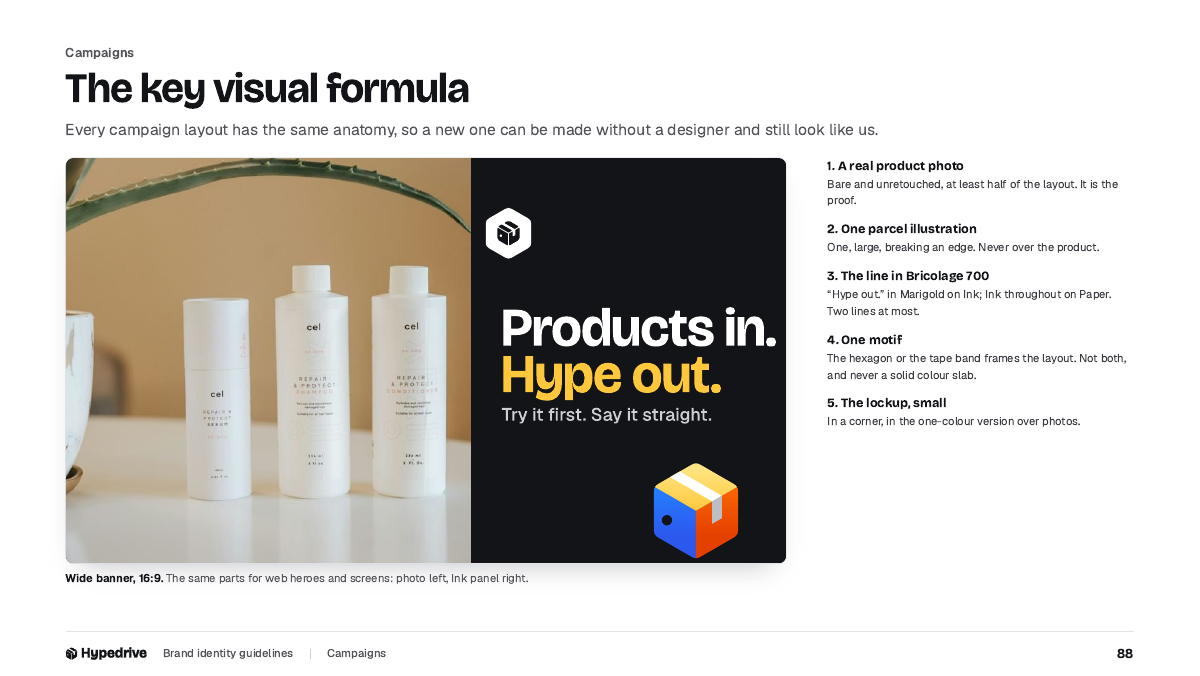 Campaigns
The key visual formula
Every campaign layout has the same anatomy, so a new one can be made without a designer and still look like us.
cel
REPAIR &
PROTECT
SERUM
cel
REPAIR
& PROTECT
SHAMPOO
cel
REPAIR
& PROTECT
CONDITIONER
Products in.
Hype out.
Try it first. Say it straight.
Wide banner, 16:9. The same parts for web heroes and screens: photo left, Ink panel right.
1. A real product photo
Bare and unretouched, at least half of the layout. It is the
proof.
2. One parcel illustration
One, large, breaking an edge. Never over the product.
3. The line in Bricolage 700
“Hype out.” in Marigold on Ink; Ink throughout on Paper.
Two lines at most.
4. One motif
The hexagon or the tape band frames the layout. Not both,
and never a solid colour slab.
5. The lockup, small
In a corner, in the one-colour version over photos.
Hypedrive
Brand identity guidelines
Campaigns
88